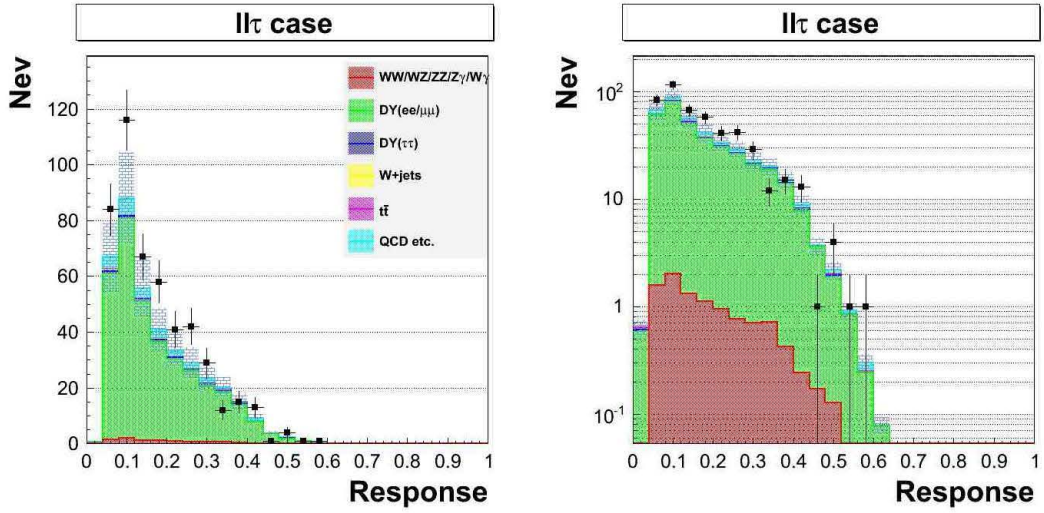 llτ case
Nev
120
100
80
60
40
20
0
WW/WZ/ZZ/Zγ/Wγ
DY(ee/μμ)
DY(ττ)
W+jets
tt̄
QCD etc.
0 0.1 0.2 0.3 0.4 0.5 0.6 0.7 0.8 0.9 1
Response
llτ case
Nev
10²
10
1
10⁻¹
0 0.1 0.2 0.3 0.4 0.5 0.6 0.7 0.8 0.9 1
Response